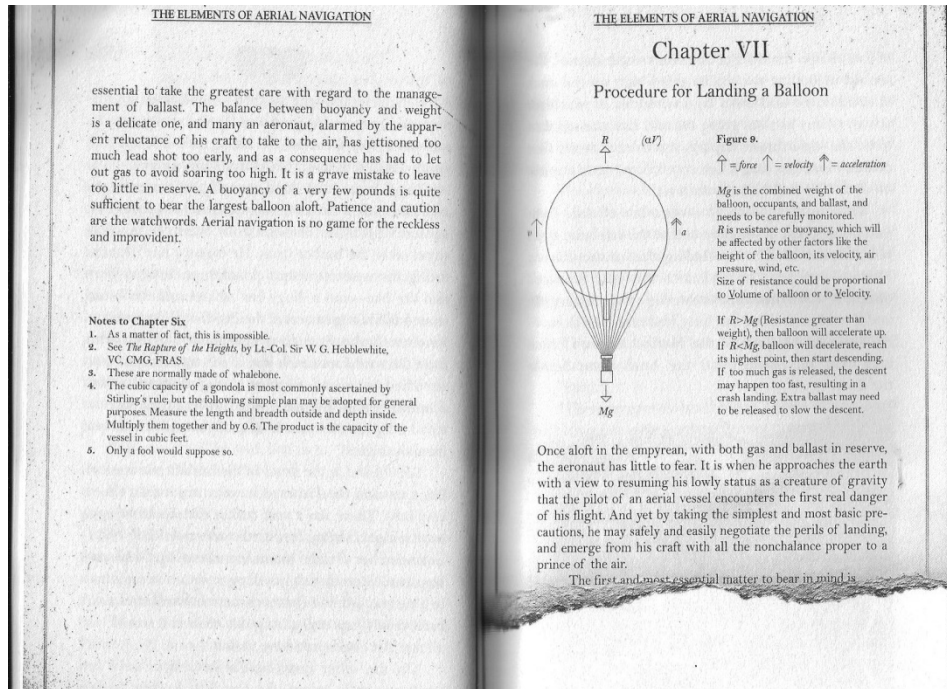 THE ELEMENTS OF AERIAL NAVIGATION
essential to take the greatest care with regard to the manage-
ment of ballast. The balance between buoyancy and weight
is a delicate one, and many an aeronaut, alarmed by the appar-
ent reluctance of his craft to take to the air, has jettisoned too
much lead shot too early, and as a consequence has had to let
out gas to avoid soaring too high. It is a grave mistake to leave
too little in reserve. A buoyancy of a very few pounds is quite
sufficient to bear the largest balloon aloft. Patience and caution
are the watchwords. Aerial navigation is no game for the reckless
and improvident.
Notes to Chapter Six
1. As a matter of fact, this is impossible.
2. See The Rapture of the Heights, by Lt.-Col. Sir W. G. Hebblewhite,
VC, CMG, FRAS.
3. These are normally made of whalebone.
4. The cubic capacity of a gondola is most commonly ascertained by
Stirling's rule; but the following simple plan may be adopted for general
purposes. Measure the length and breadth outside and depth inside.
Multiply them together and by 0.6. The product is the capacity of the
vessel in cubic feet.
5. Only a fool would suppose so.
THE ELEMENTS OF AERIAL NAVIGATION
Chapter VII
Procedure for Landing a Balloon
R (αV)
v
a
Mg
Figure 9.
= force = velocity = acceleration
Mg is the combined weight of the
balloon, occupants, and ballast, and
needs to be carefully monitored.
R is resistance or buoyancy, which will
be affected by other factors like the
height of the balloon, its velocity, air
pressure, wind, etc.
Size of resistance could be proportional
to Volume of balloon or to Velocity.
If R>Mg (Resistance greater than
weight), then balloon will accelerate up.
If R<Mg, balloon will decelerate, reach
its highest point, then start descending.
If too much gas is released, the descent
may happen too fast, resulting in a
crash landing. Extra ballast may need
to be released to slow the descent.
Once aloft in the empyrean, with both gas and ballast in reserve,
the aeronaut has little to fear. It is when he approaches the earth
with a view to resuming his lowly status as a creature of gravity
that the pilot of an aerial vessel encounters the first real danger
of his flight. And yet by taking the simplest and most basic pre-
cautions, he may safely and easily negotiate the perils of landing,
and emerge from his craft with all the nonchalance proper to a
prince of the air.
The first and most essential matter to bear in mind is